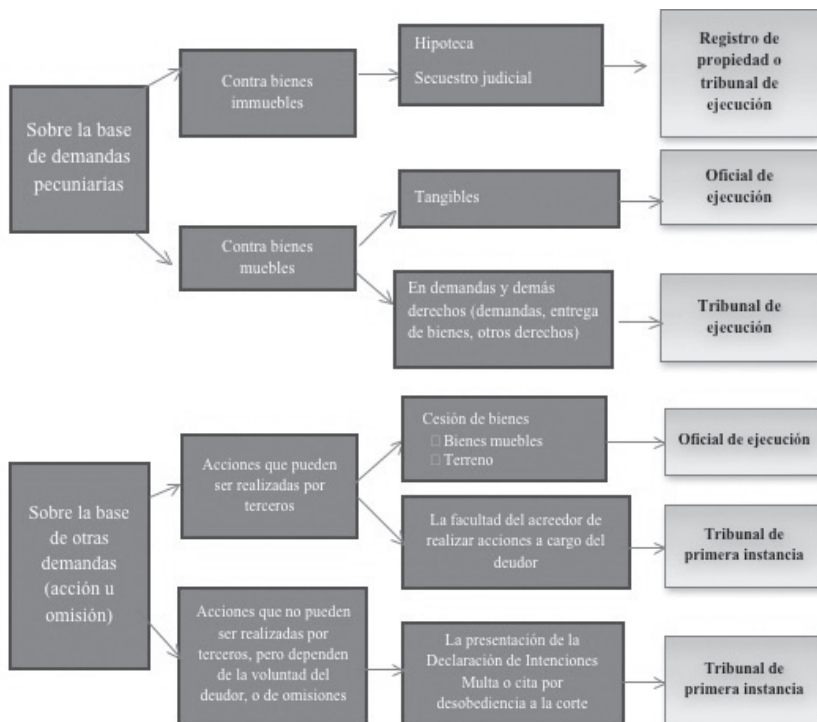 Sobre la base
de demandas
pecuniarias
Contra bienes
immuebles
Hipoteca
Secuestro judicial
Registro de
propiedad o
tribunal de
ejecución
Contra bienes
muebles
Tangibles
Oficial de
ejecución
En demandas y demás
derechos (demandas, entrega
de bienes, otros derechos)
Tribunal de
ejecución
Sobre la base
de otras
demandas
(acción u
omisión)
Acciones que pueden
ser realizadas por
terceros
Cesión de bienes
Bienes muebles
Terreno
Oficial de ejecución
La facultad del acreedor de
realizar acciones a cargo del
deudor
Tribunal de
primera instancia
Acciones que no pueden
ser realizadas por
terceros, pero dependen
de la voluntad del
deudor, o de omisiones
La presentación de la
Declaración de Intenciones
Multa o cita por
desobediencia a la corte
Tribunal de
primera instancia